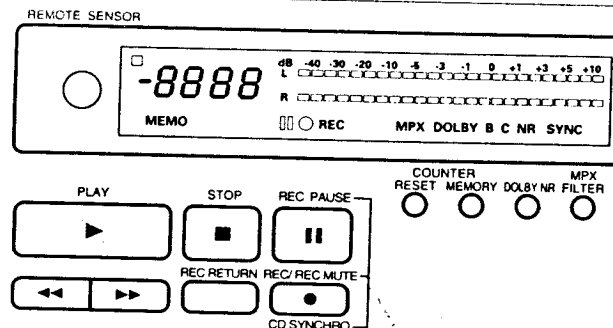 REMOTE SENSOR
dB -40 -30 -20 -10 -5 -3 -1 0 +1 +3 +5 +10
L
-8888
R
MEMO REC MPX DOLBY B C NR SYNC
COUNTER
RESET MEMORY DOLBY NR MPX FILTER
PLAY STOP REC PAUSE
REC RETURN REC/REC MUTE
CD SYNCHRO